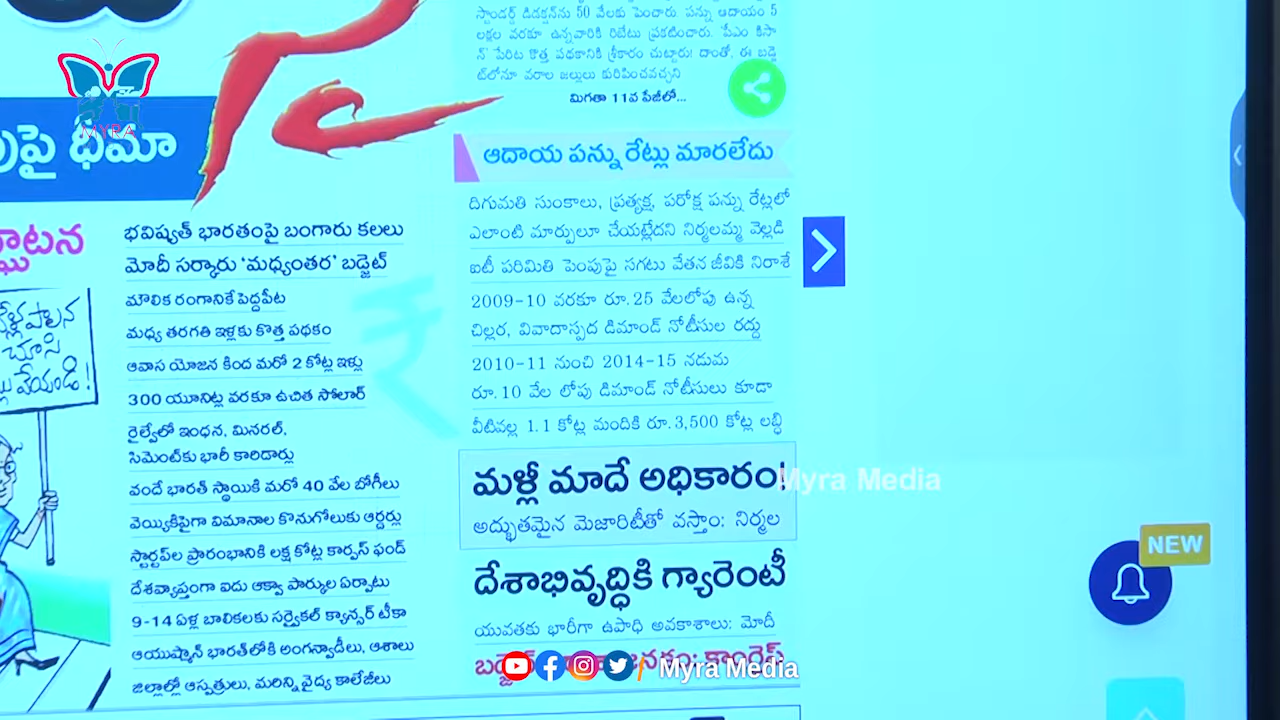 స్టాండర్డ్ డిడక్షన్‌ను 50 వేలకు పెంచారు. పన్ను ఆదాయం 5
లక్షల వరకూ ఉన్నవారికి రిబేటు ప్రకటించారు. 'పీఎం కిసా
న్' పేరిట కొత్త పథకానికి శ్రీకారం చుట్టారు! దాంతో, ఈ బడ్జె
ట్‌లోనూ వరాల జల్లులు కురిపించవచ్చని
మిగతా 11వ పేజీలో...
MYRA
పుపై ధీమా
ఆదాయ పన్ను రేట్లు మారలేదు
దిగుమతి సుంకాలు, ప్రత్యక్ష, పరోక్ష పన్ను రేట్లలో
ఎలాంటి మార్పులూ చేయట్లేదని నిర్మలమ్మ వెల్లడి
ఐటీ పరిమితి పెంపుపై సగటు వేతన జీవికి నిరాశే
2009-10 వరకూ రూ.25 వేలలోపు ఉన్న
చిల్లర, వివాదాస్పద డిమాండ్ నోటీసుల రద్దు
2010-11 నుంచి 2014-15 నడుమ
రూ.10 వేల లోపు డిమాండ్ నోటీసులు కూడా
వీటివల్ల 1.1 కోట్ల మందికి రూ.3,500 కోట్ల లబ్ధి
భవిష్యత్ భారతంపై బంగారు కలలు
మోదీ సర్కారు 'మధ్యంతర' బడ్జెట్
మౌలిక రంగానికే పెద్దపీట
మధ్య తరగతి ఇళ్లకు కొత్త పథకం
ఆవాస యోజన కింద మరో 2 కోట్ల ఇళ్లు
300 యూనిట్ల వరకూ ఉచిత సోలార్
రైల్వేలో ఇంధన, మినరల్,
సిమెంట్‌కు భారీ కారిడార్లు
వందే భారత్ స్థాయికి మరో 40 వేల బోగీలు
వెయ్యికిపైగా విమానాల కొనుగోలుకు ఆర్డర్లు
స్టార్టప్‌ల ప్రారంభానికి లక్ష కోట్ల కార్పస్ ఫండ్
దేశవ్యాప్తంగా ఐదు ఆక్వా పార్కుల ఏర్పాటు
9-14 ఏళ్ల బాలికలకు సర్వైకల్ క్యాన్సర్ టీకా
ఆయుష్మాన్ భారత్‌లోకి అంగన్వాడీలు, ఆశాలు
జిల్లాల్లో ఆస్పత్రులు, మరిన్ని వైద్య కాలేజీలు
పాలన
చూసి
వేయండి!
మళ్లీ మాదే అధికారం!
అద్భుతమైన మెజారిటీతో వస్తాం: నిర్మల
దేశాభివృద్ధికి గ్యారెంటీ
యువతకు భారీగా ఉపాధి అవకాశాలు: మోదీ
కాంగ్రెస్
Myra Media
NEW
Myra Media